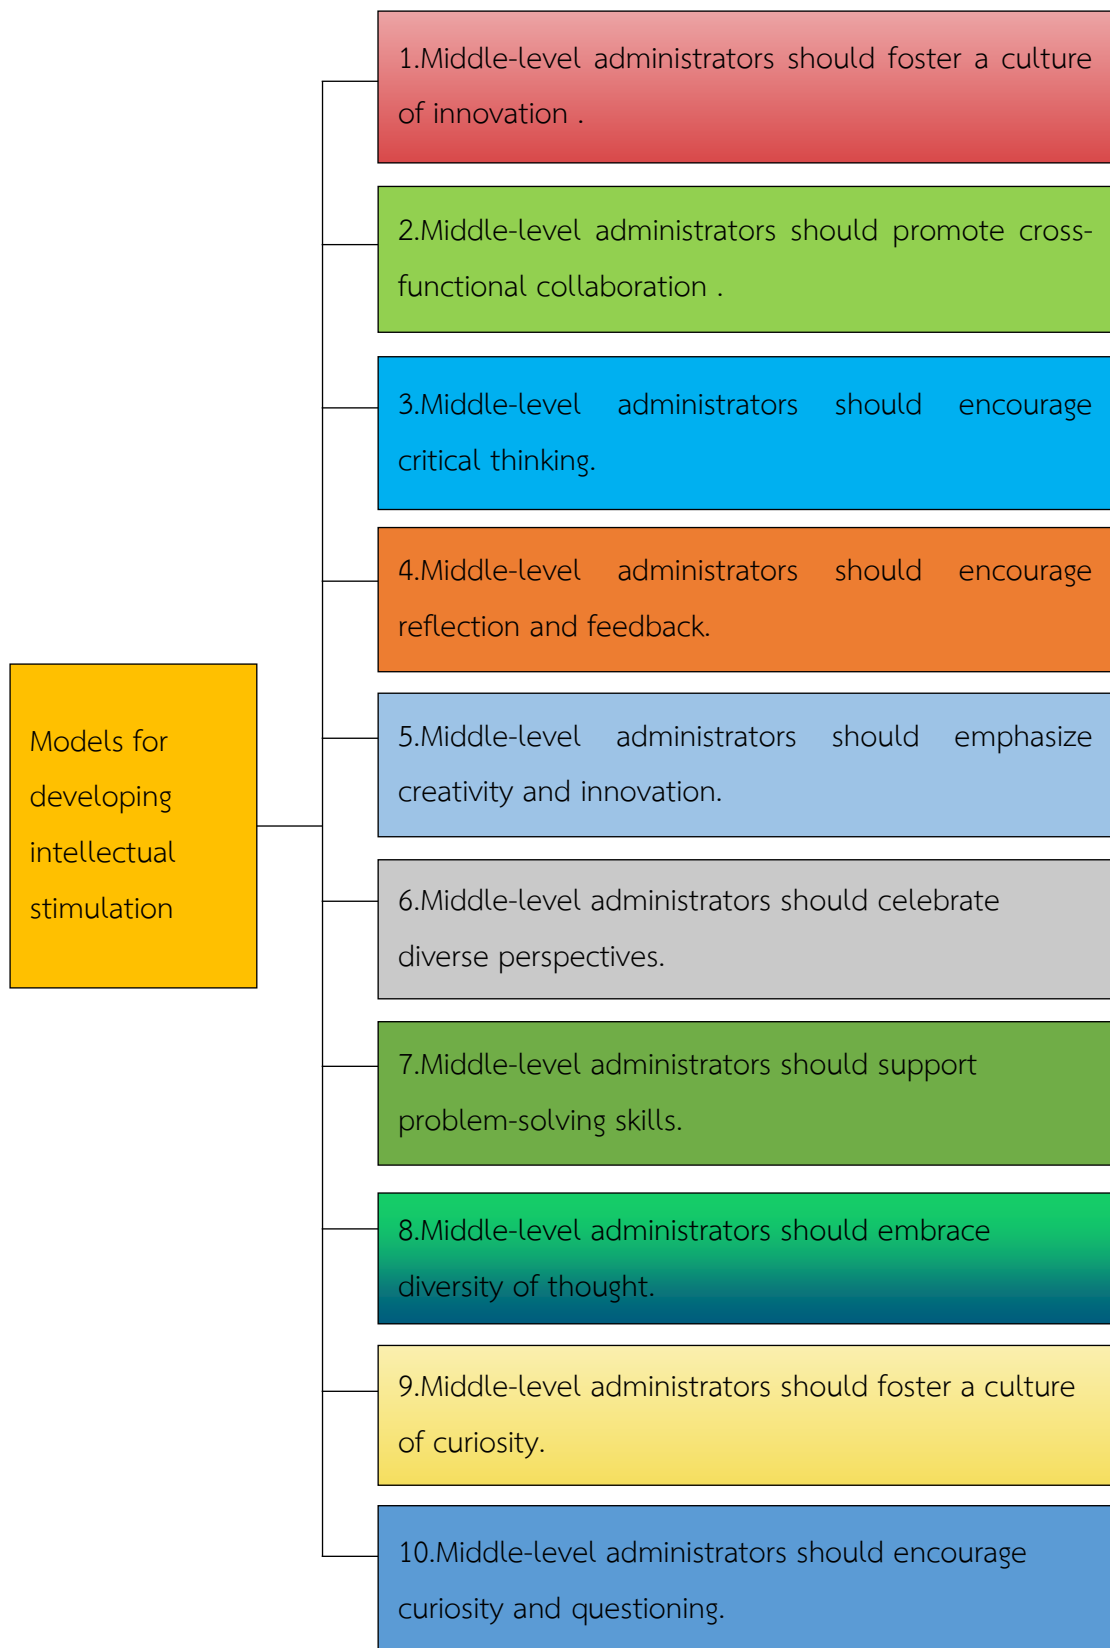 Models for
developing
intellectual
stimulation
1.Middle-level administrators should foster a culture
of innovation .
2.Middle-level administrators should promote cross-
functional collaboration .
3.Middle-level administrators should encourage
critical thinking.
4.Middle-level administrators should encourage
reflection and feedback.
5.Middle-level administrators should emphasize
creativity and innovation.
6.Middle-level administrators should celebrate
diverse perspectives.
7.Middle-level administrators should support
problem-solving skills.
8.Middle-level administrators should embrace
diversity of thought.
9.Middle-level administrators should foster a culture
of curiosity.
10.Middle-level administrators should encourage
curiosity and questioning.